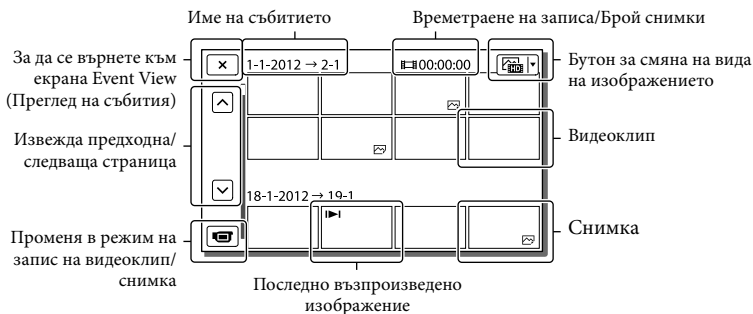 Име на събитието
Времетраене на записа/Брой снимки
За да се върнете към
екрана Event View
(Преглед на събития)
1-1-2012 → 2-1
00:00:00
HD
Бутон за смяна на вида
на изображението
Извежда предходна/
следваща страница
Видеоклип
18-1-2012 → 19-1
Променя в режим на
запис на видеоклип/
снимка
Снимка
Последно възпроизведено
изображение